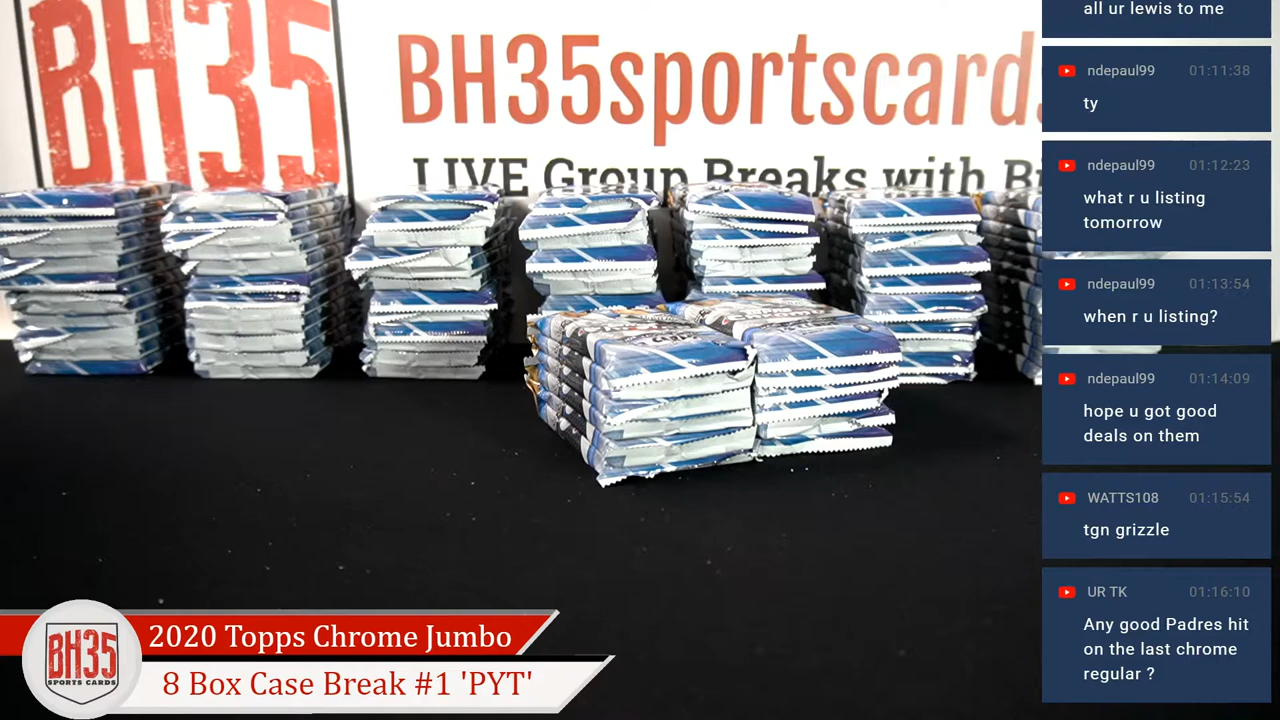 BH35
BH35sportscards
LIVE Group Breaks with
all ur lewis to me
ndepaul99 01:11:38
ty
ndepaul99 01:12:23
what r u listing
tomorrow
ndepaul99 01:13:54
when r u listing?
ndepaul99 01:14:09
hope u got good
deals on them
WATTS108 01:15:54
tgn grizzle
UR TK 01:16:10
Any good Padres hit
on the last chrome
regular ?
BH35
SPORTS CARDS
2020 Topps Chrome Jumbo
8 Box Case Break #1 'PYT'